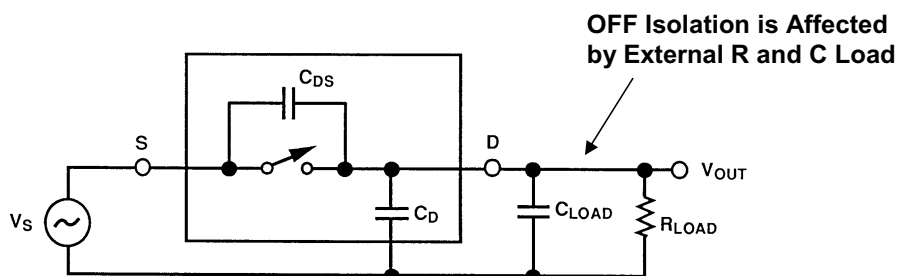 OFF Isolation is Affected
by External R and C Load
CDS
S
D
VOUT
VS
CD
CLOAD
RLOAD